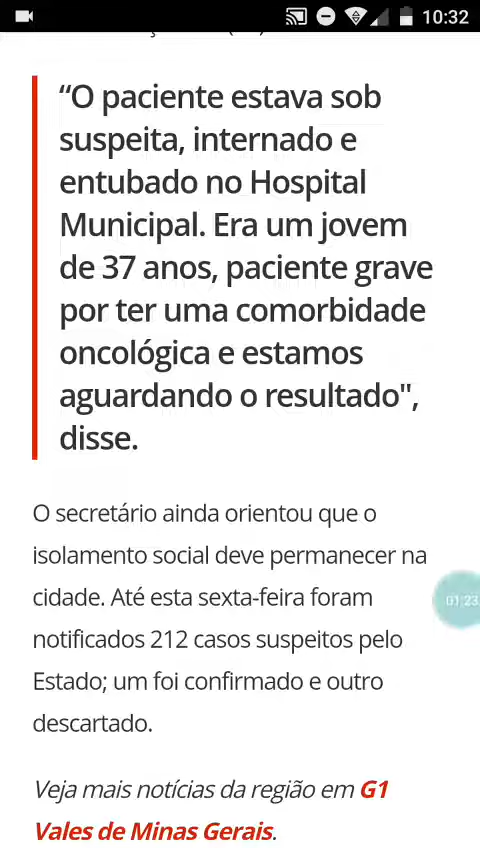 10:32
“O paciente estava sob
suspeita, internado e
entubado no Hospital
Municipal. Era um jovem
de 37 anos, paciente grave
por ter uma comorbidade
oncológica e estamos
aguardando o resultado",
disse.
O secretário ainda orientou que o
isolamento social deve permanecer na
cidade. Até esta sexta-feira foram
01:23
notificados 212 casos suspeitos pelo
Estado; um foi confirmado e outro
descartado.
Veja mais notícias da região em G1
Vales de Minas Gerais.